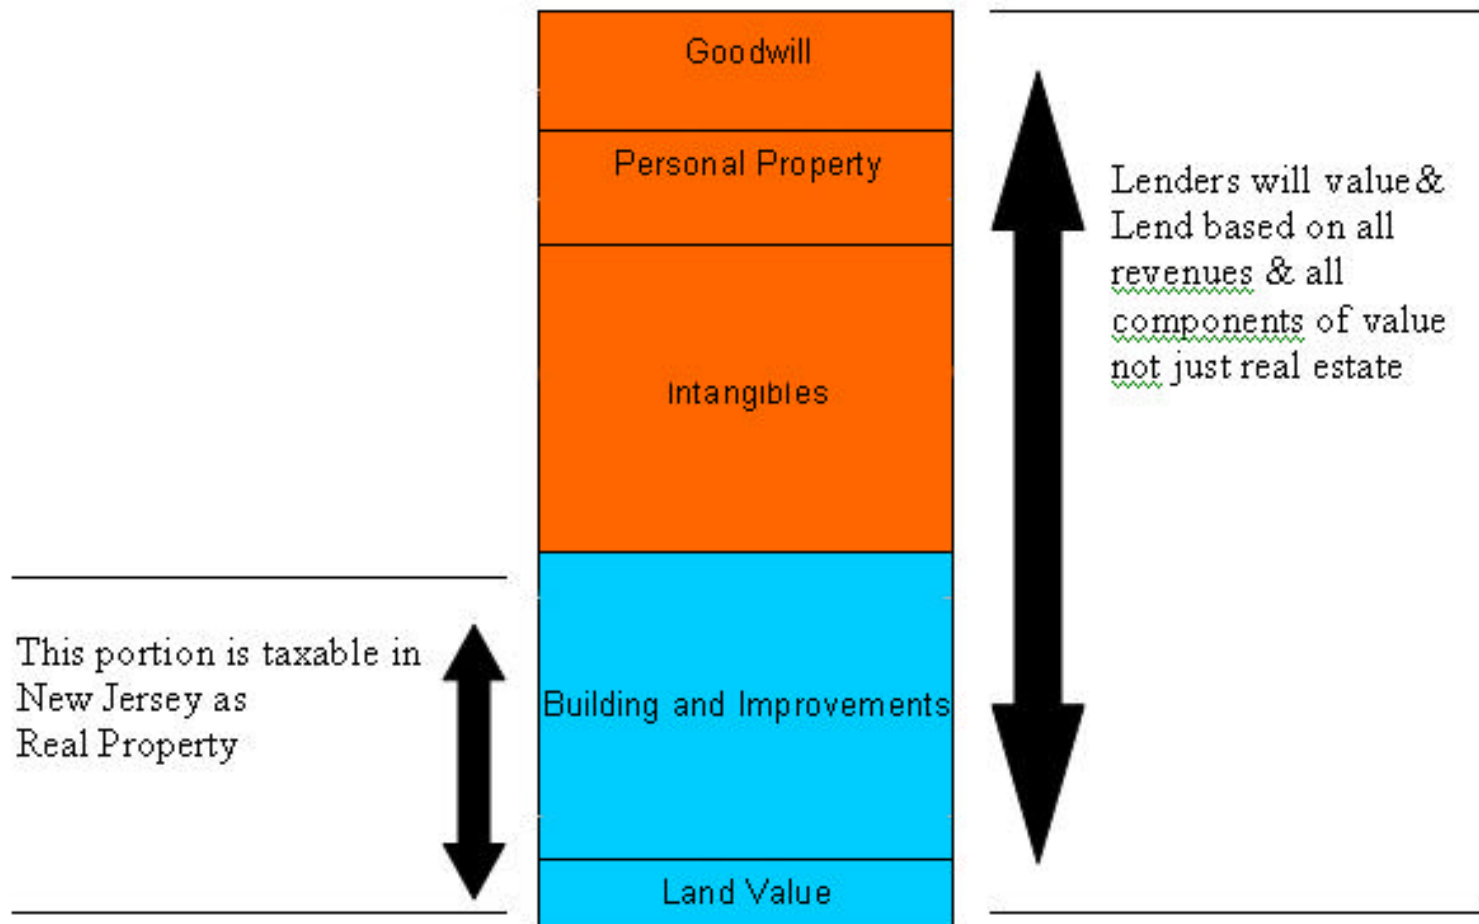 Goodwill
Personal Property
Intangibles
Building and Improvements
Land Value
Lenders will value &
Lend based on all
revenues & all
components of value
not just real estate
This portion is taxable in
New Jersey as
Real Property